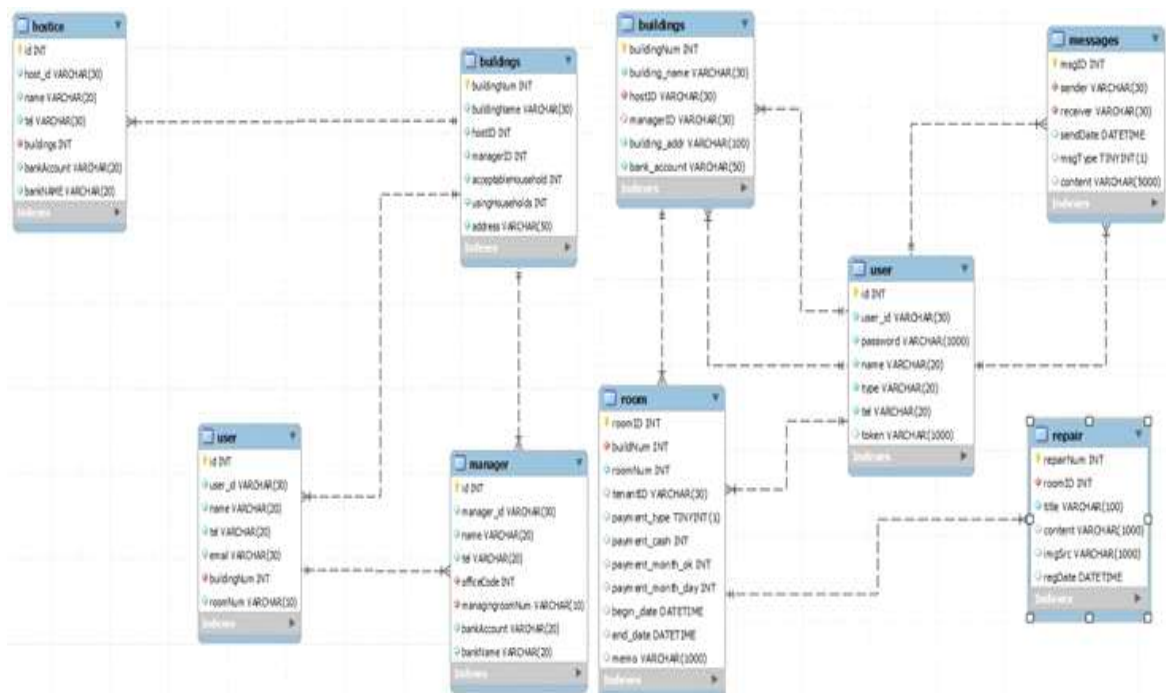 hostice
id INT
host_id VARCHAR(30)
name VARCHAR(20)
tel VARCHAR(30)
buildings INT
bankAccount VARCHAR(20)
bankNAME VARCHAR(20)
Indexes
buildings
buildingNum INT
buildingName VARCHAR(30)
hostID INT
managerID INT
acceptableHousehold INT
usingHouseholds INT
address VARCHAR(50)
Indexes
user
id INT
user_id VARCHAR(30)
name VARCHAR(20)
tel VARCHAR(20)
email VARCHAR(30)
buildingNum INT
roomNum VARCHAR(10)
Indexes
manager
id INT
manager_id VARCHAR(30)
name VARCHAR(20)
tel VARCHAR(20)
officeCode INT
managingroomNum VARCHAR(10)
bankAccount VARCHAR(20)
bankName VARCHAR(20)
Indexes
buildings
buildingNum INT
building_name VARCHAR(30)
hostID VARCHAR(30)
managerID VARCHAR(30)
building_addr VARCHAR(100)
bank_account VARCHAR(50)
Indexes
messages
msgID INT
sender VARCHAR(30)
receiver VARCHAR(30)
sendDate DATETIME
msgType TINYINT(1)
content VARCHAR(5000)
Indexes
user
id INT
user_id VARCHAR(30)
password VARCHAR(1000)
name VARCHAR(20)
type VARCHAR(20)
tel VARCHAR(20)
token VARCHAR(1000)
Indexes
room
roomID INT
buildNum INT
roomNum INT
tenantID VARCHAR(30)
payment_type TINYINT(1)
payment_cash INT
payment_month_ok INT
payment_month_day INT
begin_date DATETIME
end_date DATETIME
memo VARCHAR(1000)
Indexes
repair
repairNum INT
roomID INT
title VARCHAR(100)
content VARCHAR(1000)
imgSrc VARCHAR(1000)
regDate DATETIME
Indexes